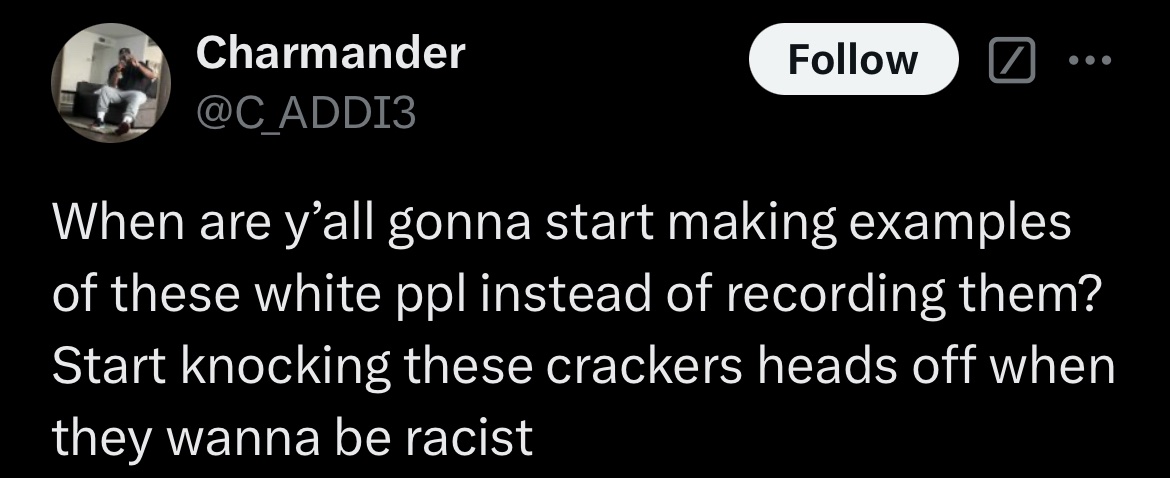 Charmander
Follow
@C_ADDI3
When are y’all gonna start making examples
of these white ppl instead of recording them?
Start knocking these crackers heads off when
they wanna be racist